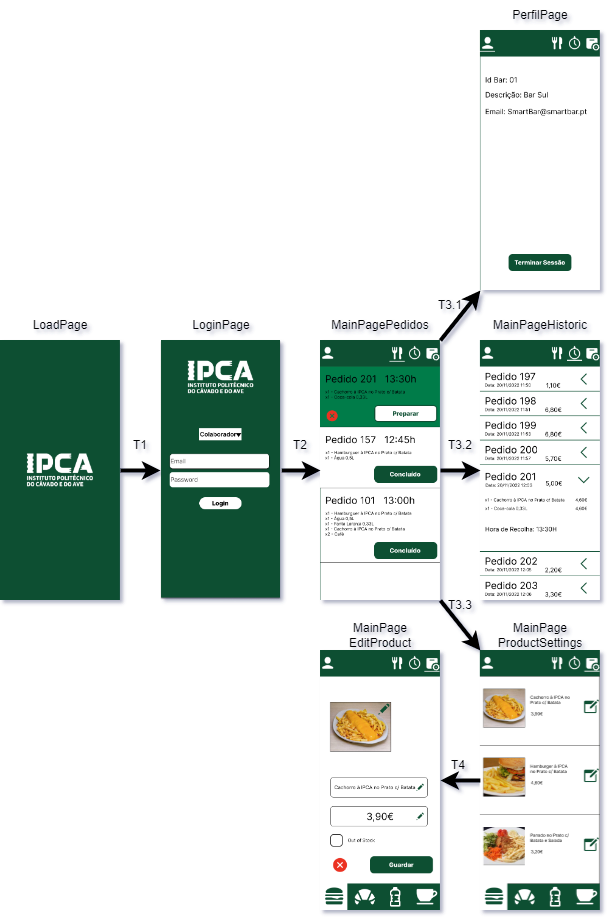 PerfilPage
Id Bar: 01
Descrição: Bar Sul
Email: SmartBar@smartbar.pt
Terminar Sessão
T3.1
LoadPage
IPCA
INSTITUTO POLITÉCNICO
DO CÁVADO E DO AVE
T1
LoginPage
IPCA
INSTITUTO POLITÉCNICO
DO CÁVADO E DO AVE
Colaborador
Email
Password
Login
T2
MainPagePedidos
Pedido 201 13:30h
x1 - Cachorro à IPCA no Prato c/ Batata
x1 - Coca-cola 0,33L
Preparar
Pedido 157 12:45h
x1 - Hamburguer à IPCA no Prato c/ Batata
x1 - Água 0,5L
Concluído
Pedido 101 13:00h
x1 - Hamburguer à IPCA no Prato c/ Batata
x1 - Água 0,5L
x1 - Fonte Lenice 0,33L
x1 - Cachorro à IPCA no Prato c/ Batata
x2 - Café
Concluído
T3.2
MainPageHistoric
Pedido 197
Data: 20/11/2022 11:50 1,10€
Pedido 198
Data: 20/11/2022 11:51 6,80€
Pedido 199
Data: 20/11/2022 11:53 6,80€
Pedido 200
Data: 20/11/2022 11:57 5,70€
Pedido 201
Data: 20/11/2022 12:03 5,00€
x1 - Cachorro à IPCA no Prato c/ Batata 4,60€
x1 - Coca-cola 0,33L 4,60€
Hora de Recolha: 13:30H
Pedido 202
Data: 20/11/2022 12:05 2,20€
Pedido 203
Data: 20/11/2022 12:06 3,30€
T3.3
MainPage
EditProduct
Cachorro à IPCA no Prato c/ Batata
3,90€
Out of Stock
Guardar
T4
MainPage
ProductSettings
Cachorro à IPCA no
Prato c/ Batata
3,90€
Hamburger à IPCA
no Prato c/ Batata
4,60€
Panado no Prato c/
Batata e Salada
3,20€